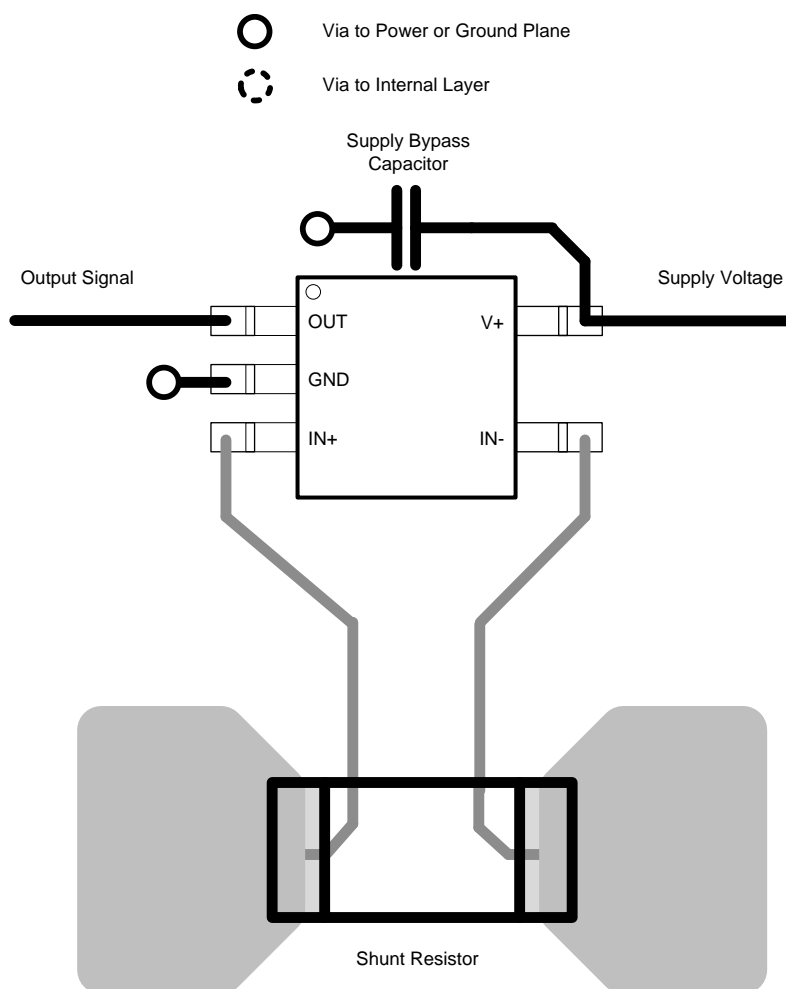 Via to Power or Ground Plane
Via to Internal Layer
Supply Bypass
Capacitor
Output Signal
Supply Voltage
OUT
V+
GND
IN+
IN-
Shunt Resistor